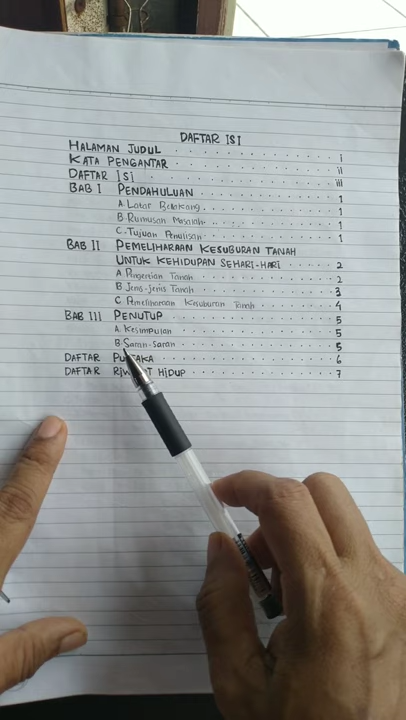 DAFTAR ISI
HALAMAN JUDUL . . . . . . . . . . . . . . . . . . i
KATA PENGANTAR . . . . . . . . . . . . . . . . . . ii
DAFTAR ISI . . . . . . . . . . . . . . . . . . iii
BAB I PENDAHULUAN . . . . . . . . . . . . . . . 1
A. Latar Belakang . . . . . . . . . . . . . . . 1
B. Rumusan Masalah . . . . . . . . . . . . . . . 1
C. Tujuan Penulisan . . . . . . . . . . . . . . . 1
BAB II PEMELIHARAAN KESUBURAN TANAH
UNTUK KEHIDUPAN SEHARI-HARI . . . . . . 2
A Pengertian Tanah . . . . . . . . . . . . . . . 2
B Jenis-jenis Tanah . . . . . . . . . . . . . . . 3
C Pemeliharaan Kesuburan Tanah . . . . . . . . . 4
BAB III PENUTUP . . . . . . . . . . . . . . . . . . 5
A. Kesimpulan . . . . . . . . . . . . . . . . . . 5
B Saran-Saran . . . . . . . . . . . . . . . . . . 5
DAFTAR PUSTAKA . . . . . . . . . . . . . . . . . . 6
DAFTAR HIDUP . . . . . . . . . . . . . . . 7